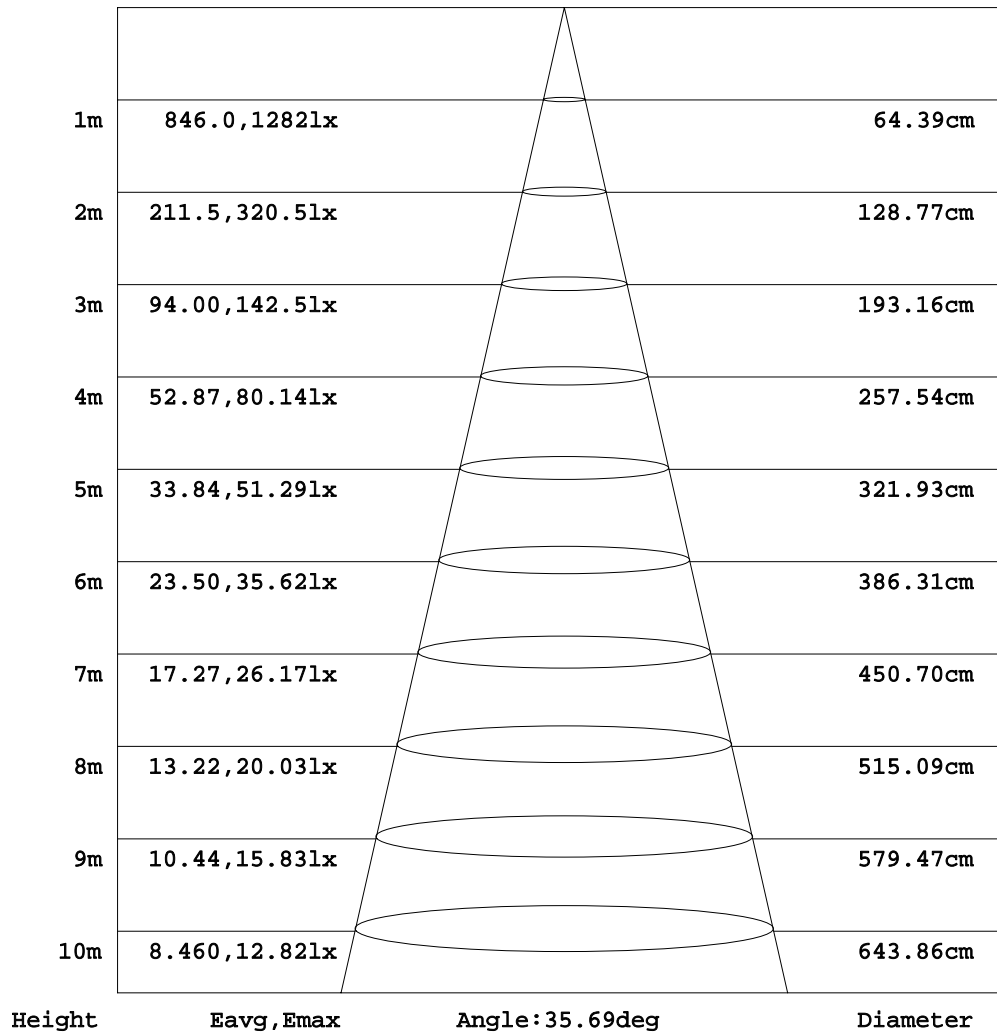 1m 846.0,1282lx 64.39cm
2m 211.5,320.5lx 128.77cm
3m 94.00,142.5lx 193.16cm
4m 52.87,80.14lx 257.54cm
5m 33.84,51.29lx 321.93cm
6m 23.50,35.62lx 386.31cm
7m 17.27,26.17lx 450.70cm
8m 13.22,20.03lx 515.09cm
9m 10.44,15.83lx 579.47cm
10m 8.460,12.82lx 643.86cm
Height Eavg,Emax Angle:35.69deg Diameter